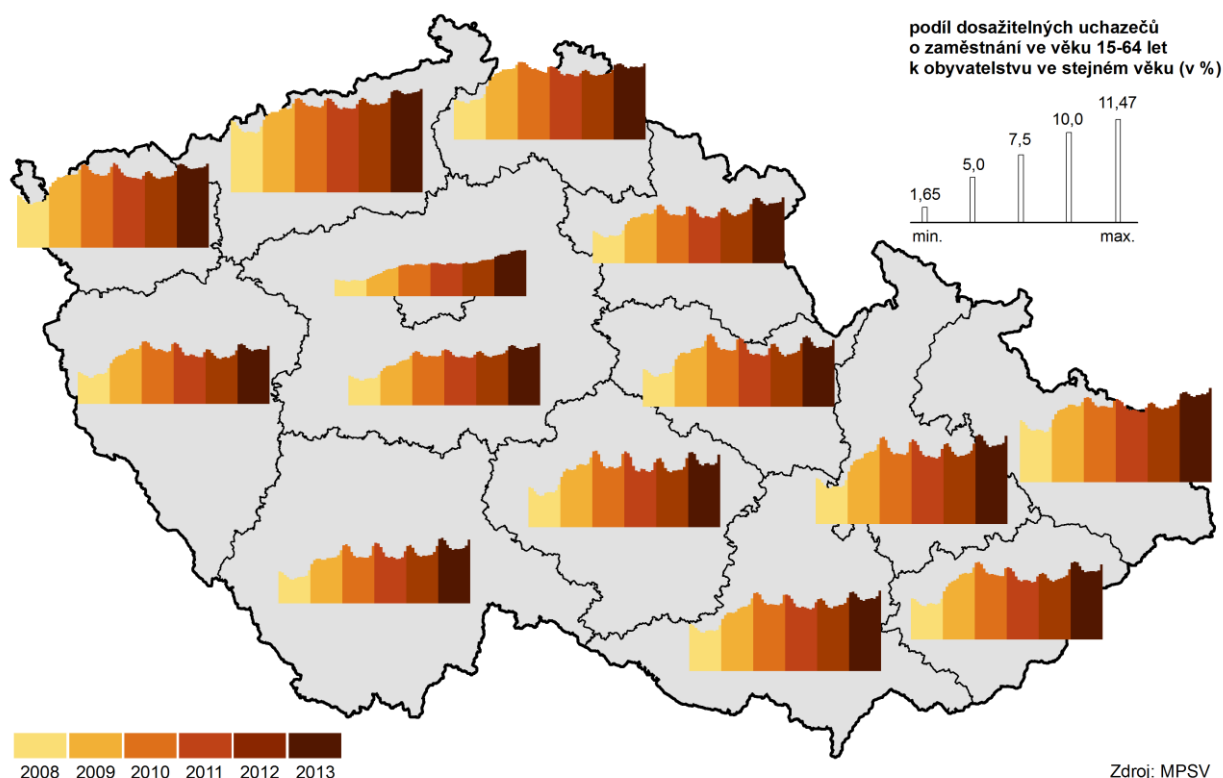 podíl dosažitelných uchazečů
o zaměstnání ve věku 15-64 let
k obyvatelstvu ve stejném věku (v %)
1,65
5,0
7,5
10,0
11,47
min.
max.
2008
2009
2010
2011
2012
2013
Zdroj: MPSV